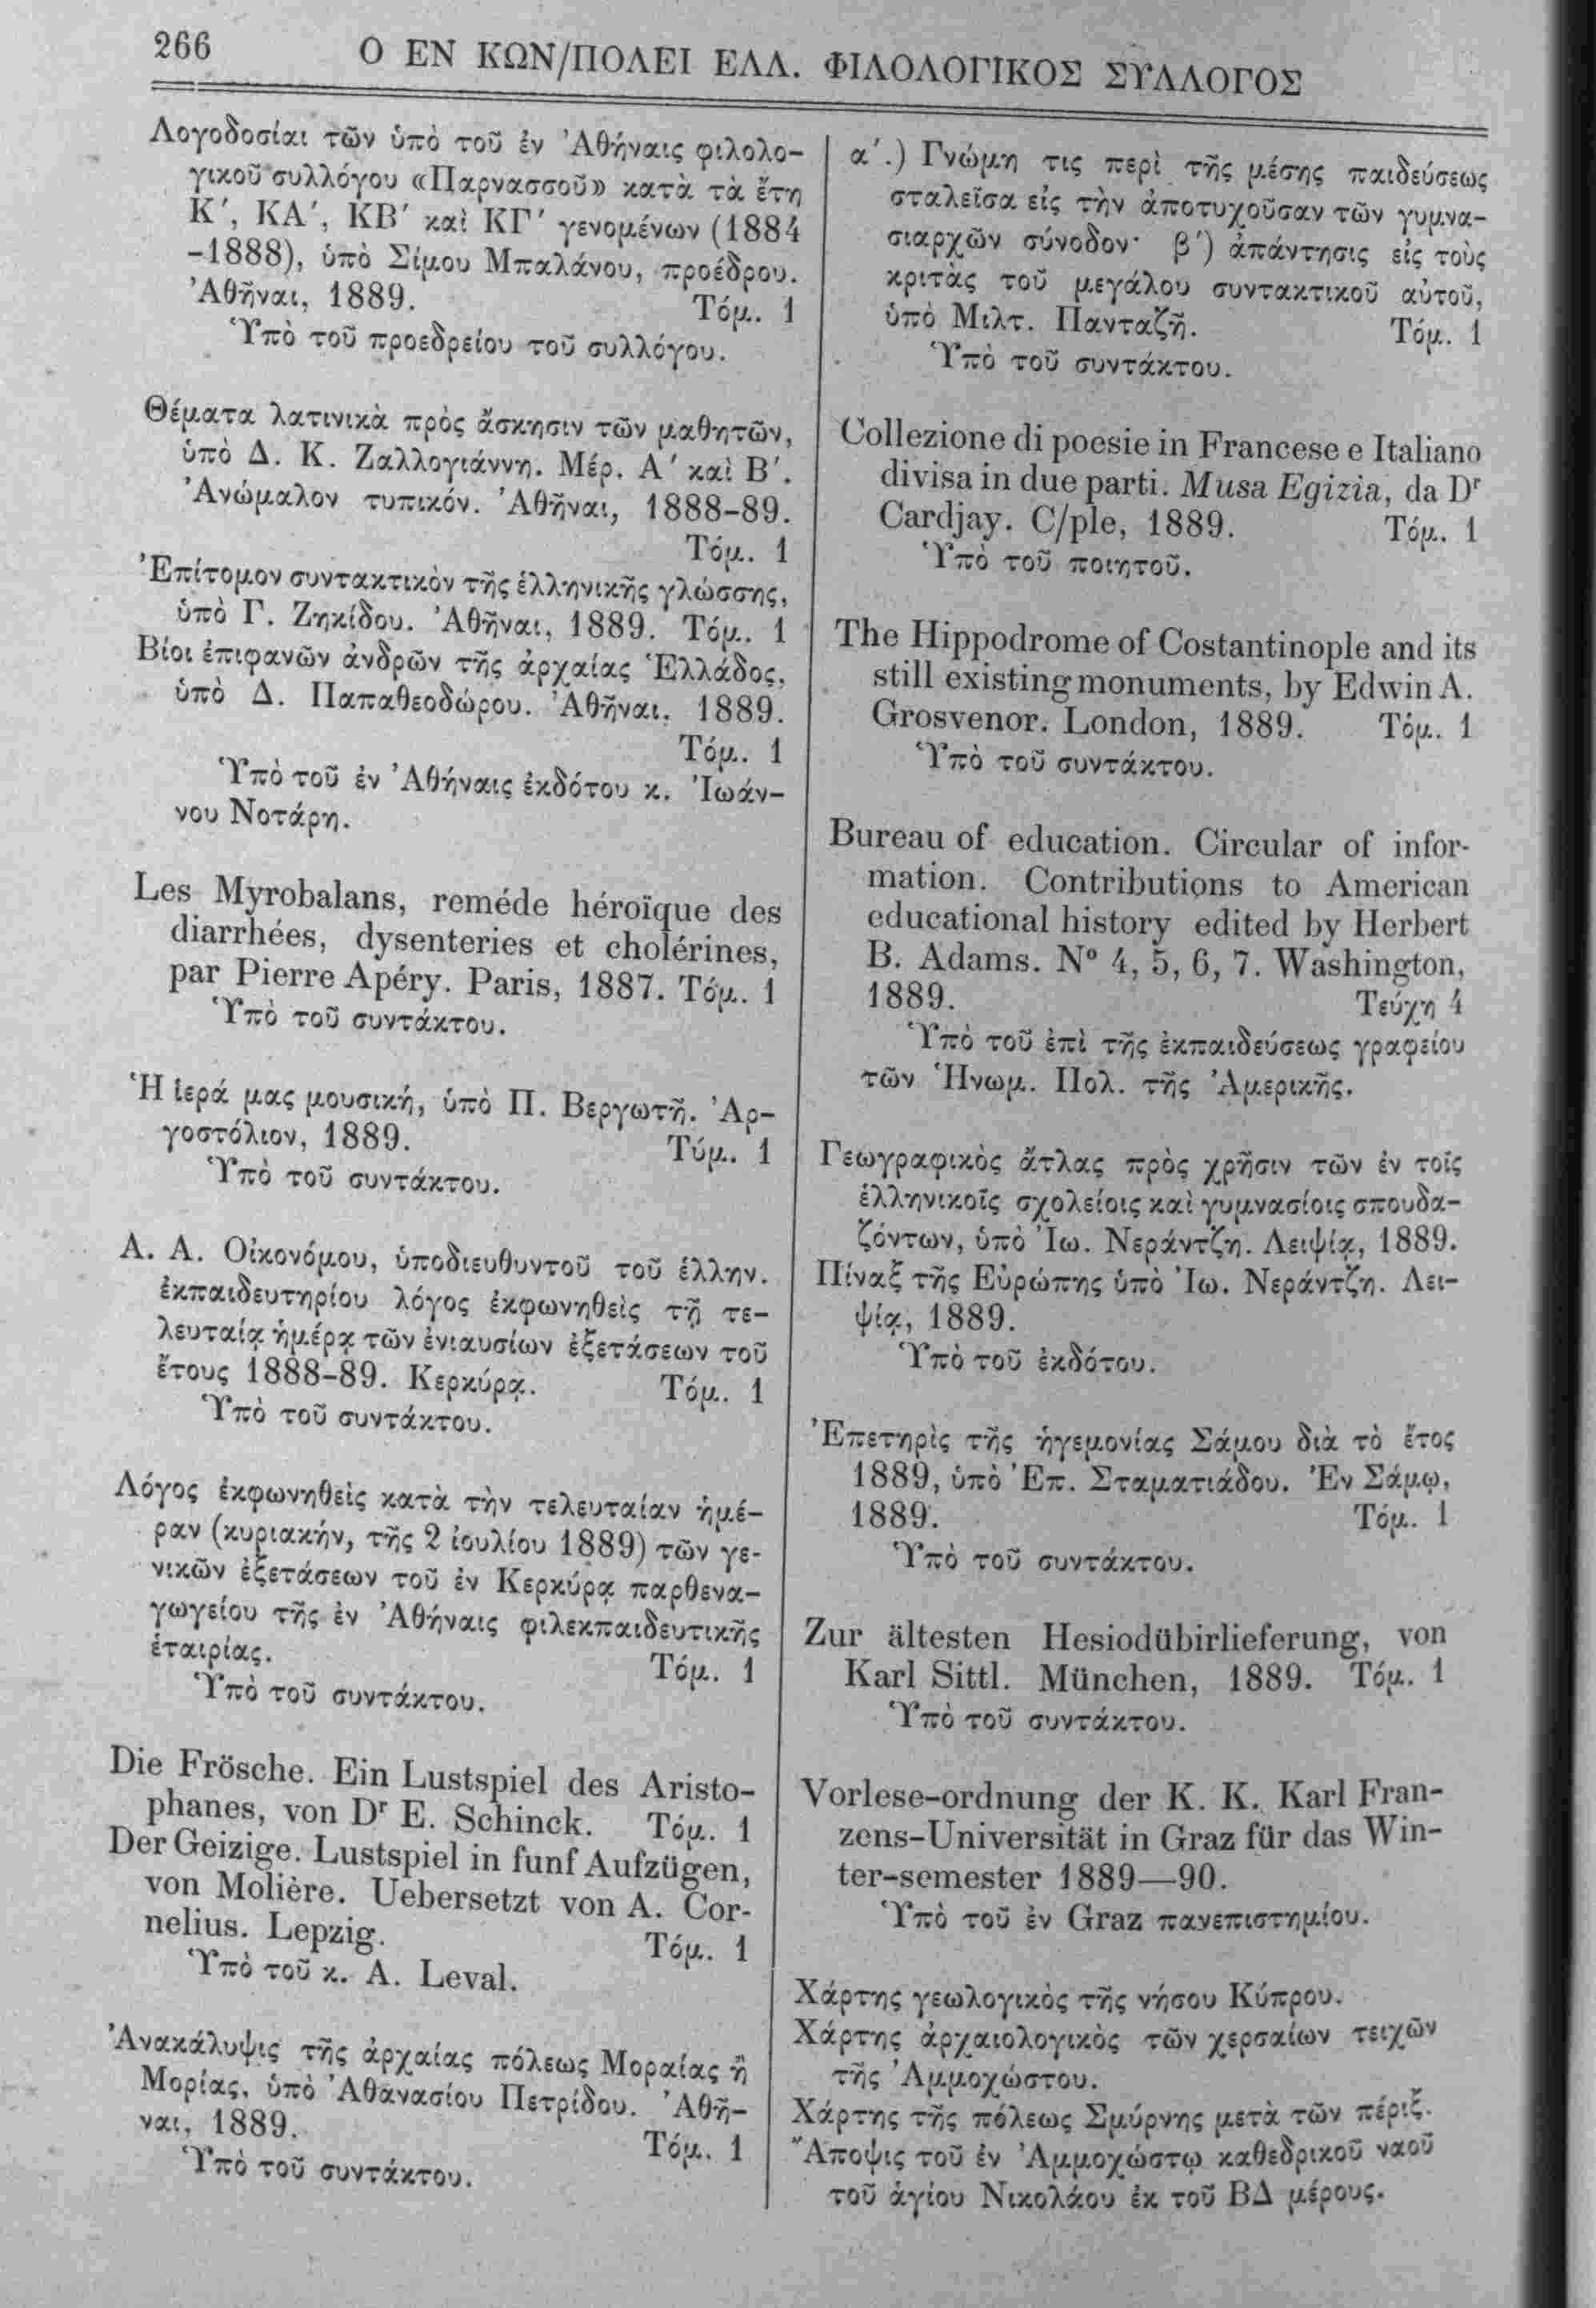 266 Ο ΕΝ ΚΩΝ/ΠΟΛΕΙ ΕΛΛ. ΦΙΛΟΛΟΓΙΚΟΣ ΣΥΛΛΟΓΟΣ
Λογοδοσίαι τῶν ὑπὸ τοῦ ἐν Ἀθήναις φιλολο-
γικοῦ συλλόγου «Παρνασσοῦ» κατὰ τὰ ἔτη
Κ΄, ΚΑ΄, ΚΒ΄ καὶ ΚΓ΄ γενομένων (1884
-1888), ὑπὸ Σίμου Μπαλάνου, προέδρου.
Ἀθῆναι, 1889. Τόμ. 1
Ὑπὸ τοῦ προεδρείου τοῦ συλλόγου.
Θέματα λατινικὰ πρὸς ἄσκησιν τῶν μαθητῶν,
ὑπὸ Δ. Κ. Ζαλλογιάννη. Μέρ. Α΄ καὶ Β΄.
Ἀνώμαλον τυπικόν. Ἀθῆναι, 1888-89.
Τόμ. 1
Ἐπίτομον συντακτικὸν τῆς ἑλληνικῆς γλώσσης,
ὑπὸ Γ. Ζηκίδου. Ἀθῆναι, 1889. Τόμ. 1
Βίοι ἐπιφανῶν ἀνδρῶν τῆς ἀρχαίας Ἑλλάδος,
ὑπὸ Δ. Παπαθεοδώρου. Ἀθῆναι, 1889.
Τόμ. 1
Ὑπὸ τοῦ ἐν Ἀθήναις ἐκδότου κ. Ἰωάν-
νου Νοτάρη.
Les Myrobalans, reméde héroïque des
diarrhées, dysenteries et cholérines,
par Pierre Apéry. Paris, 1887. Τόμ. 1
Ὑπὸ τοῦ συντάκτου.
Ἡ ἱερά μας μουσική, ὑπὸ Π. Βεργωτῆ. Ἀρ-
γοστόλιον, 1889. Τύμ. 1
Ὑπὸ τοῦ συντάκτου.
Α. Α. Οἰκονόμου, ὑποδιευθυντοῦ τοῦ ἑλλην.
ἐκπαιδευτηρίου λόγος ἐκφωνηθεὶς τῇ τε-
λευταίᾳ ἡμέρᾳ τῶν ἐνιαυσίων ἐξετάσεων τοῦ
ἔτους 1888-89. Κερκύρᾳ. Τόμ. 1
Ὑπὸ τοῦ συντάκτου.
Λόγος ἐκφωνηθεὶς κατὰ τὴν τελευταίαν ἡμέ-
ραν (κυριακήν, τῆς 2 ἰουλίου 1889) τῶν γε-
νικῶν ἐξετάσεων τοῦ ἐν Κερκύρᾳ παρθενα-
γωγείου τῆς ἐν Ἀθήναις φιλεκπαιδευτικῆς
ἑταιρίας. Τόμ. 1
Ὑπὸ τοῦ συντάκτου.
Die Frösche. Ein Lustspiel des Aristo-
phanes, von Dr E. Schinck. Τόμ. 1
Der Geizige. Lustspiel in funf Aufzügen,
von Molière. Uebersetzt von A. Cor-
nelius. Lepzig. Τόμ. 1
Ὑπὸ τοῦ κ. A. Leval.
Ἀνακάλυψις τῆς ἀρχαίας πόλεως Μοραίας ἢ
Μορίας, ὑπὸ Ἀθανασίου Πετρίδου. Ἀθῆ-
ναι, 1889. Τόμ. 1
Ὑπὸ τοῦ συντάκτου.
α΄.) Γνώμη τις περὶ τῆς μέσης παιδεύσεως
σταλεῖσα εἰς τὴν ἀποτυχοῦσαν τῶν γυμνα-
σιαρχῶν σύνοδον· β΄) ἀπάντησις εἰς τοὺς
κριτὰς τοῦ μεγάλου συντακτικοῦ αὐτοῦ,
ὑπὸ Μιλτ. Πανταζῆ. Τόμ. 1
Ὑπὸ τοῦ συντάκτου.
Collezione di poesie in Francese e Italiano
divisa in due parti. Musa Egizia, da Dr
Cardjay. C/ple, 1889. Τόμ. 1
Ὑπὸ τοῦ ποιητοῦ.
The Hippodrome of Costantinople and its
still existing monuments, by Edwin A.
Grosvenor. London, 1889. Τόμ. 1
Ὑπὸ τοῦ συντάκτου.
Bureau of education. Circular of infor-
mation. Contributions to American
educational history edited by Herbert
B. Adams. No 4, 5, 6, 7. Washington,
1889. Τεύχη 4
Ὑπὸ τοῦ ἐπὶ τῆς ἐκπαιδεύσεως γραφείου
τῶν Ἡνωμ. Πολ. τῆς Ἀμερικῆς.
Γεωγραφικὸς ἄτλας πρὸς χρῆσιν τῶν ἐν τοῖς
ἑλληνικοῖς σχολείοις καὶ γυμνασίοις σπουδα-
ζόντων, ὑπὸ Ἰω. Νεράντζη. Λειψίᾳ, 1889.
Πίναξ τῆς Εὐρώπης ὑπὸ Ἰω. Νεράντζη. Λει-
ψίᾳ, 1889.
Ὑπὸ τοῦ ἐκδότου.
Ἐπετηρὶς τῆς ἡγεμονίας Σάμου διὰ τὸ ἔτος
1889, ὑπὸ Ἐπ. Σταματιάδου. Ἐν Σάμῳ,
1889. Τόμ. 1
Ὑπὸ τοῦ συντάκτου.
Zur ältesten Hesiodübirlieferung, von
Karl Sittl. München, 1889. Τόμ. 1
Ὑπὸ τοῦ συντάκτου.
Vorlese-ordnung der K. K. Karl Fran-
zens-Universität in Graz für das Win-
ter-semester 1889—90.
Ὑπὸ τοῦ ἐν Graz πανεπιστημίου.
Χάρτης γεωλογικὸς τῆς νήσου Κύπρου.
Χάρτης ἀρχαιολογικὸς τῶν χερσαίων τειχῶν
τῆς Ἀμμοχώστου.
Χάρτης τῆς πόλεως Σμύρνης μετὰ τῶν πέριξ.
Ἄποψις τοῦ ἐν Ἀμμοχώστῳ καθεδρικοῦ ναοῦ
τοῦ ἁγίου Νικολάου ἐκ τοῦ ΒΔ μέρους.